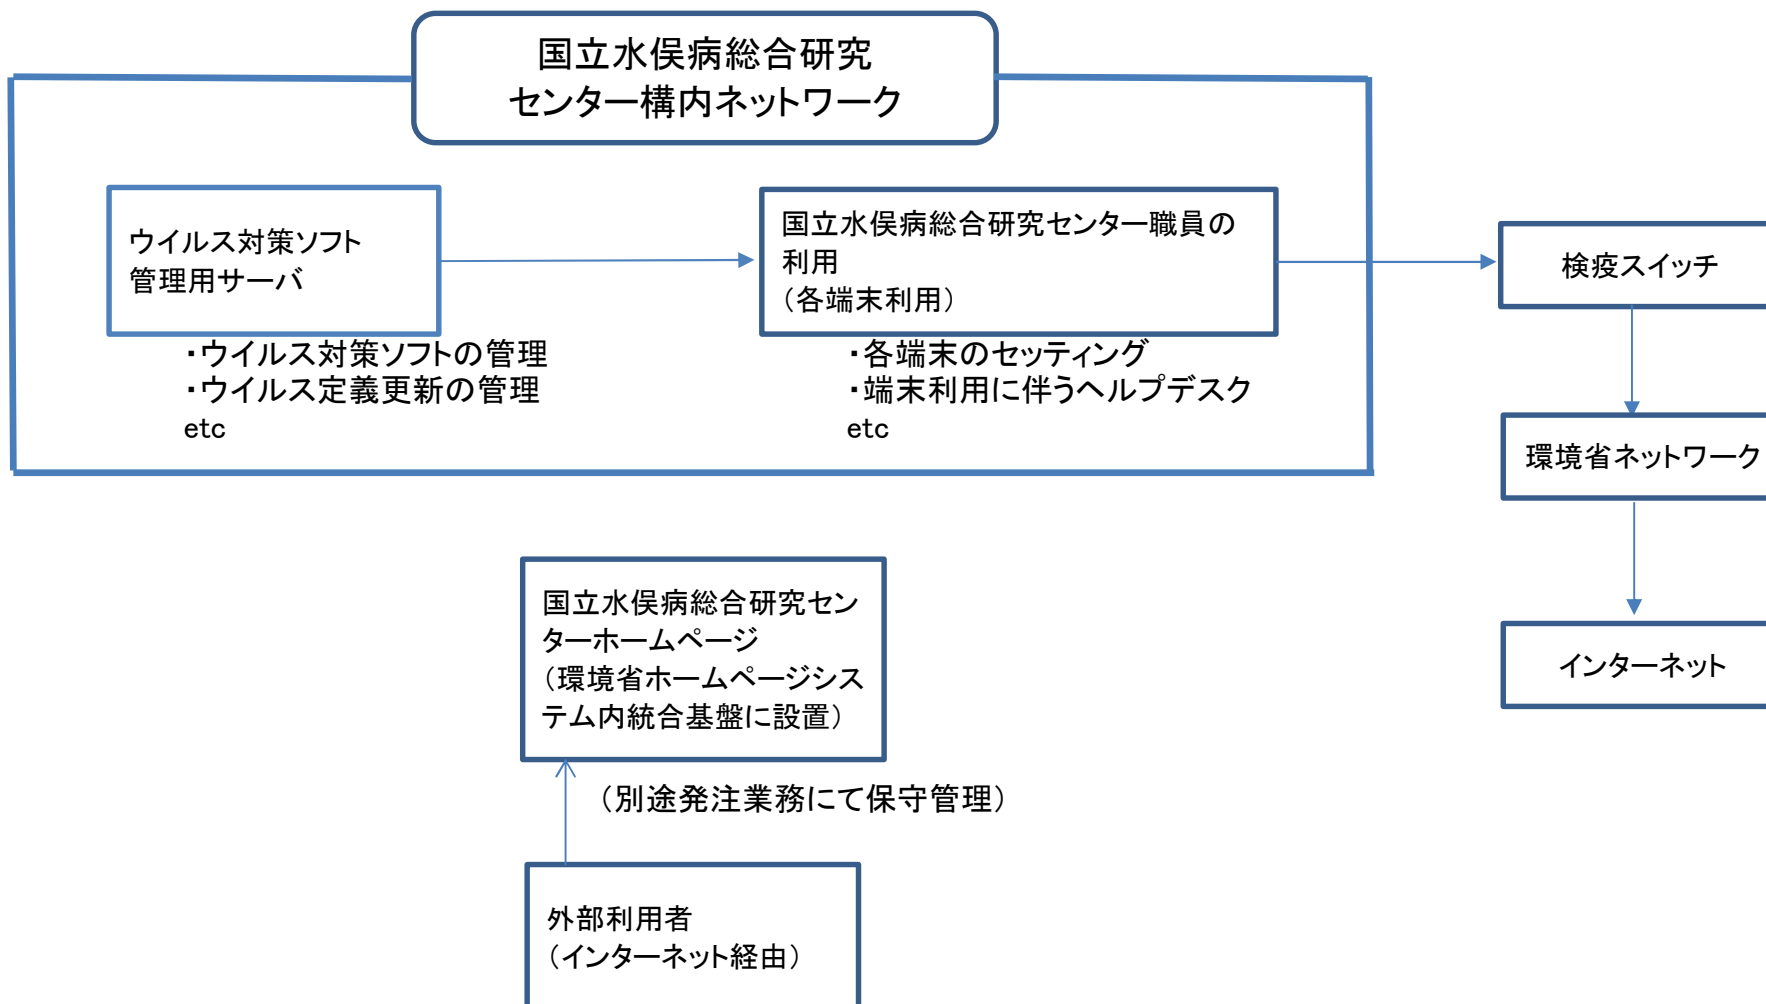 国立水俣病総合研究
センター構内ネットワーク
ウイルス対策ソフト
管理用サーバ
・ウイルス対策ソフトの管理
・ウイルス定義更新の管理
etc
国立水俣病総合研究センター職員の
利用
（各端末利用）
・各端末のセッティング
・端末利用に伴うヘルプデスク
etc
検疫スイッチ
環境省ネットワーク
インターネット
国立水俣病総合研究セン
ターホームページ
（環境省ホームページシス
テム内統合基盤に設置）
（別途発注業務にて保守管理）
外部利用者
（インターネット経由）